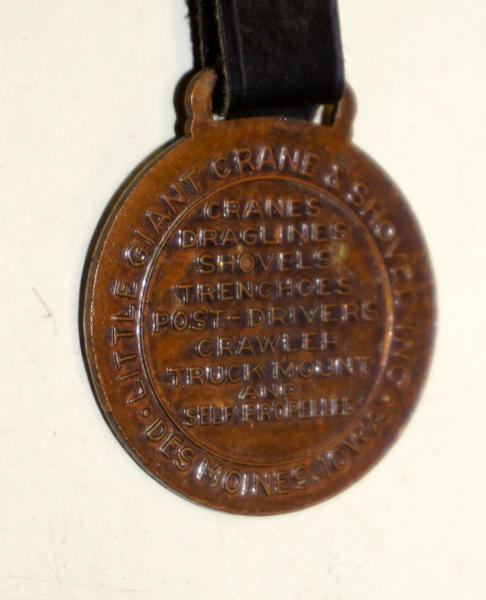 LITTLE GIANT CRANE & SHOVEL, INC.
CRANES
DRAGLINES
SHOVELS
TRENCHOES
POST-DRIVERS
CRAWLER
TRUCK MOUNT
AND
SELF PROPELLED
· DES MOINES, IOWA ·